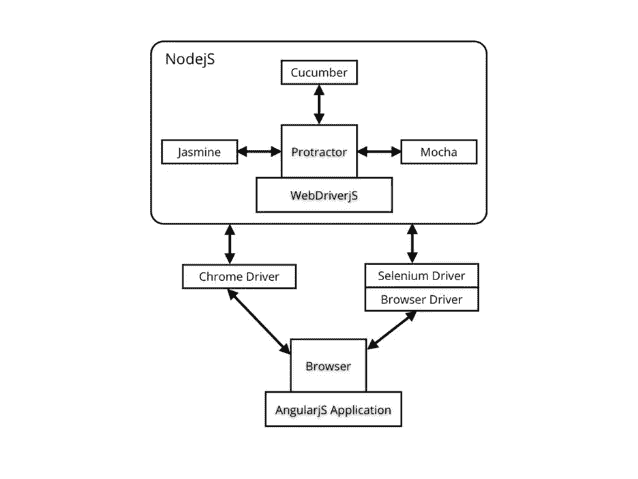 NodejS
Cucumber
Jasmine
Protractor
Mocha
WebDriverjS
Chrome Driver
Selenium Driver
Browser Driver
Browser
AngularjS Application